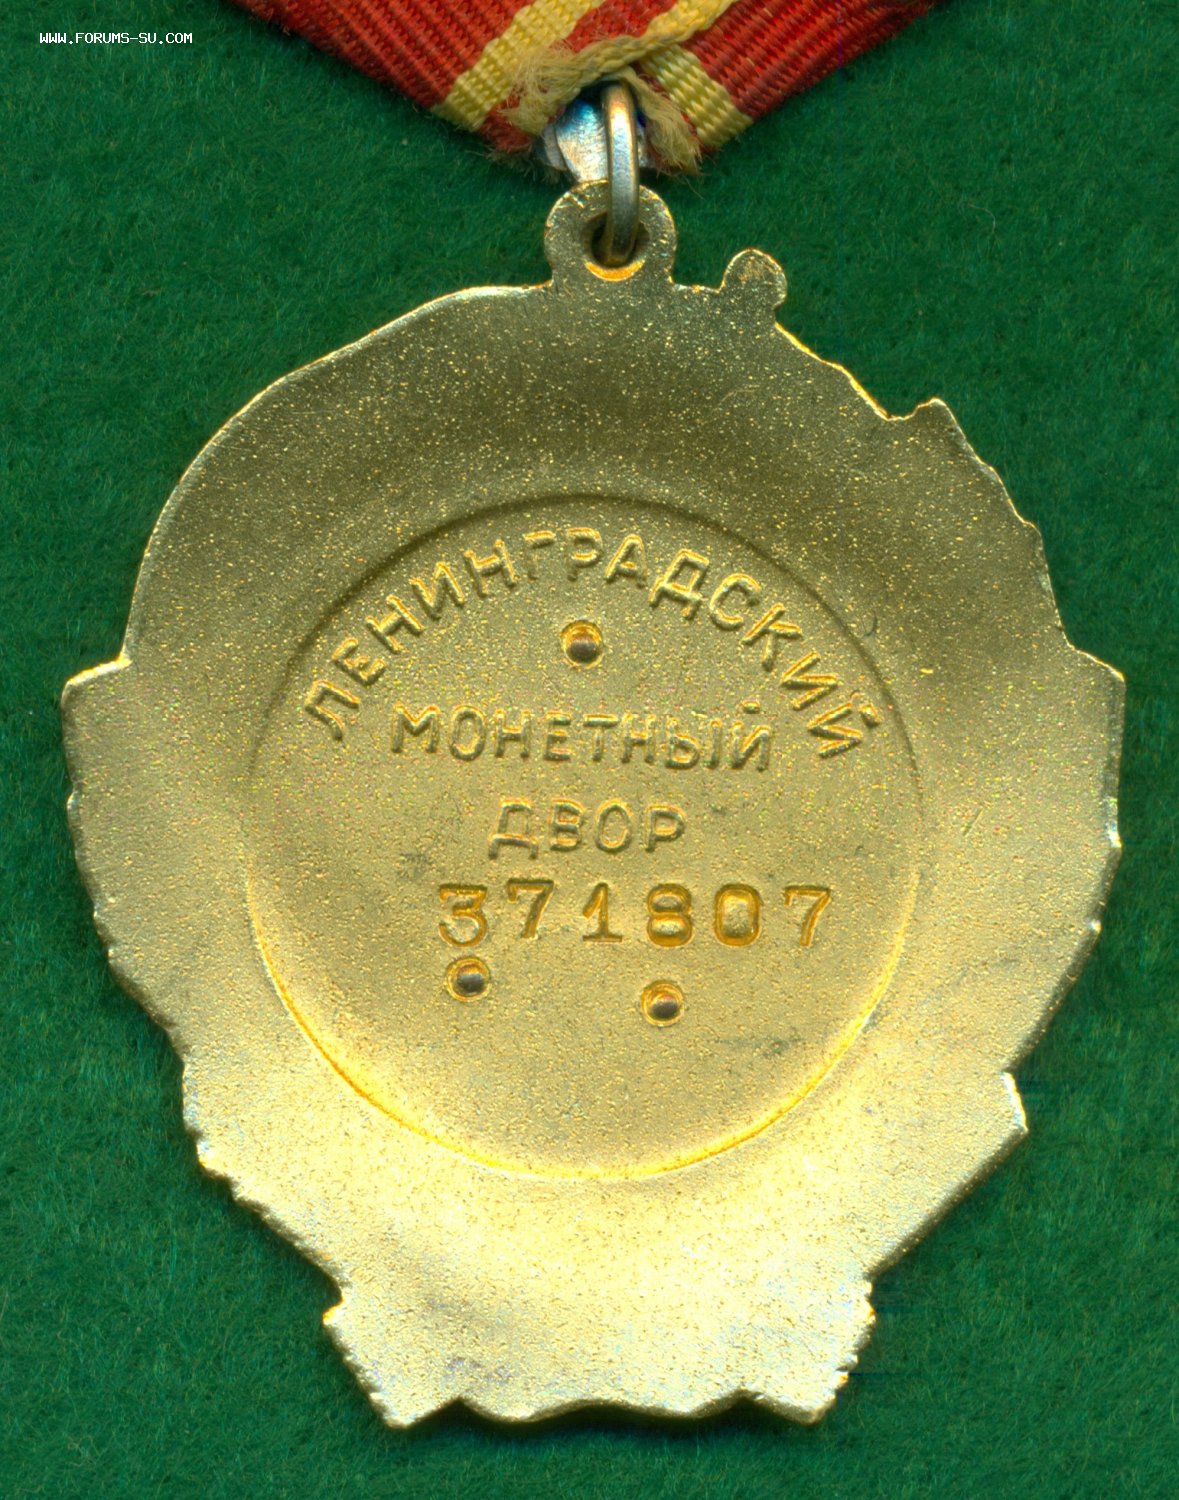 WWW.FORUMS-SU.COM
ЛЕНИНГРАДСКИЙ
МОНЕТНЫЙ
ДВОР
371807